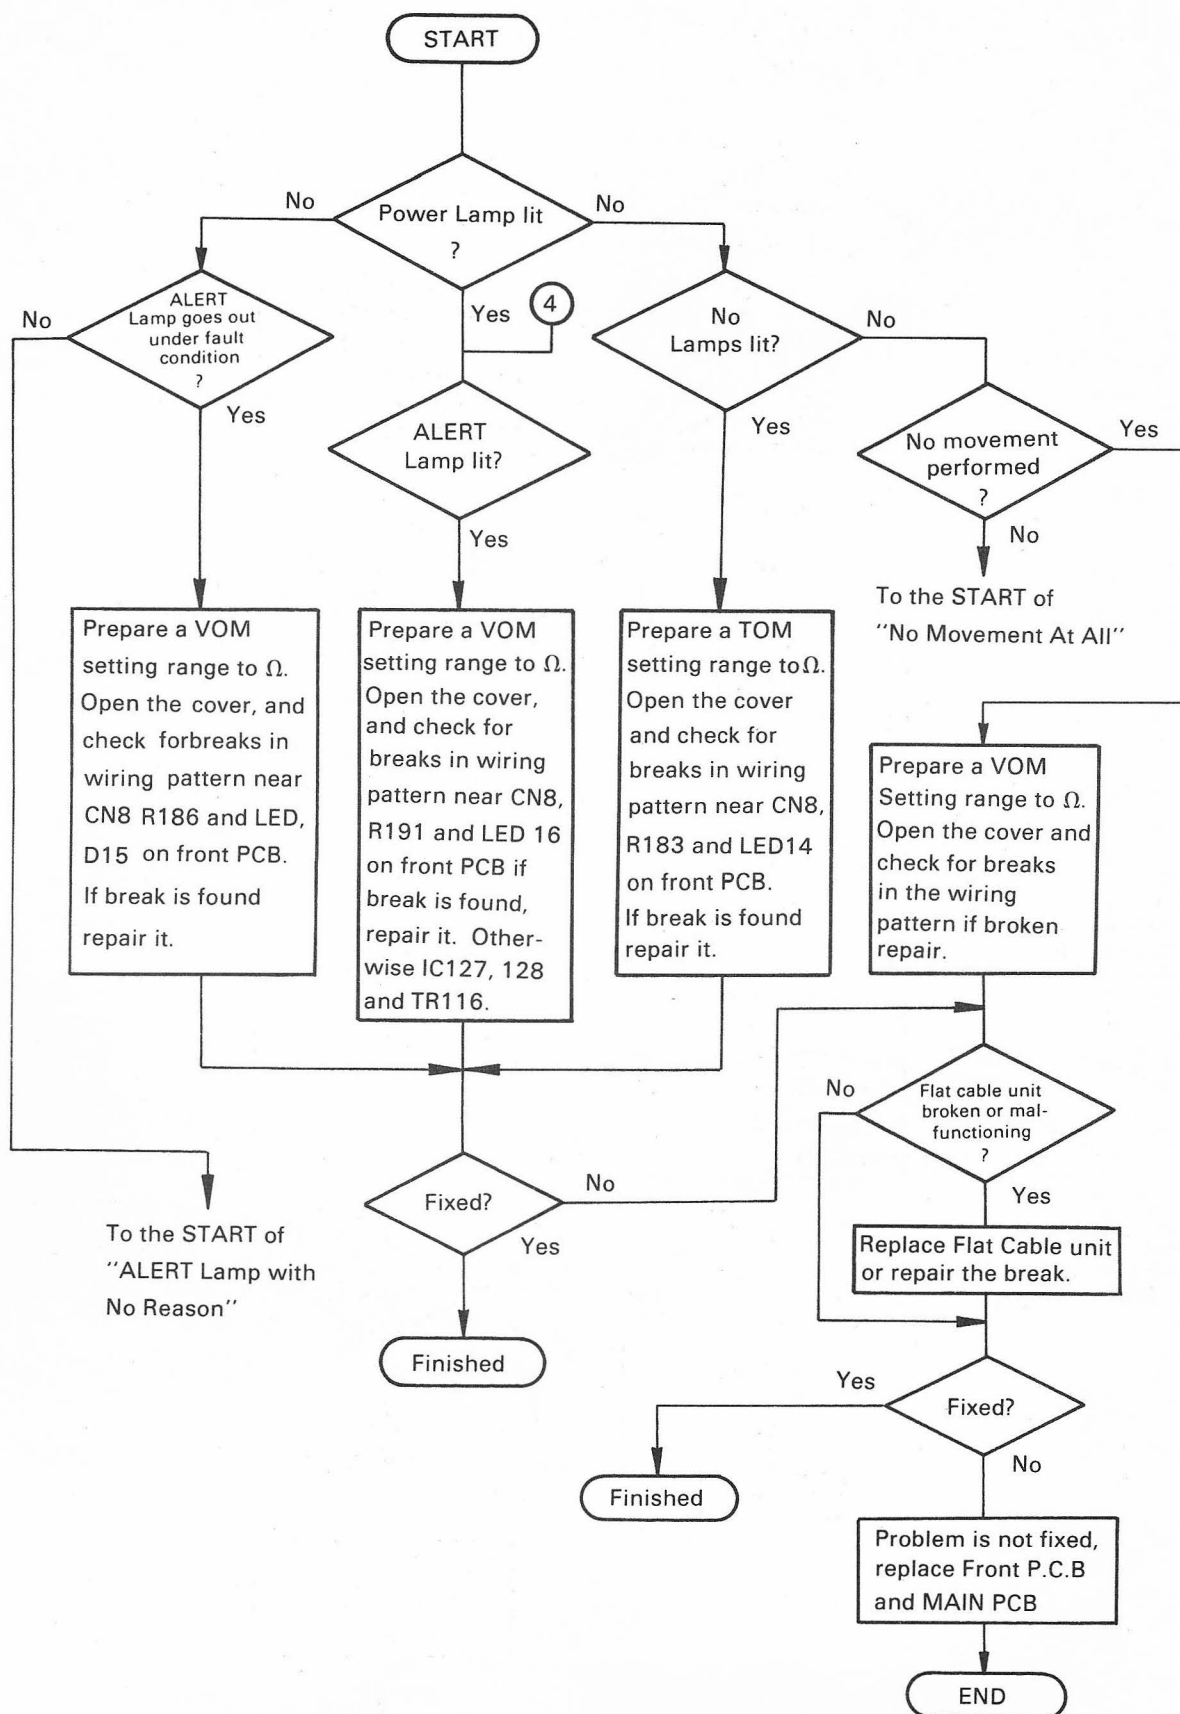 START
No
Power Lamp lit
?
No
No
ALERT
Lamp goes out
under fault
condition
?
Yes
Yes
4
ALERT
Lamp lit?
Yes
No
Lamps lit?
No
Yes
No movement
performed
?
Yes
No
To the START of
"No Movement At All"
Prepare a VOM
setting range to Ω.
Open the cover, and
check forbreaks in
wiring pattern near
CN8 R186 and LED,
D15 on front PCB.
If break is found
repair it.
Prepare a VOM
setting range to Ω.
Open the cover,
and check for
breaks in wiring
pattern near CN8,
R191 and LED 16
on front PCB if
break is found,
repair it. Other-
wise IC127, 128
and TR116.
Prepare a TOM
setting range toΩ.
Open the cover
and check for
breaks in wiring
pattern near CN8,
R183 and LED14
on front PCB.
If break is found
repair it.
Prepare a VOM
Setting range to Ω.
Open the cover and
check for breaks
in the wiring
pattern if broken
repair.
No
Flat cable unit
broken or mal-
functioning
?
Yes
Replace Flat Cable unit
or repair the break.
Fixed?
No
Yes
Finished
To the START of
"ALERT Lamp with
No Reason"
Yes
Fixed?
No
Finished
Problem is not fixed,
replace Front P.C.B
and MAIN PCB
END